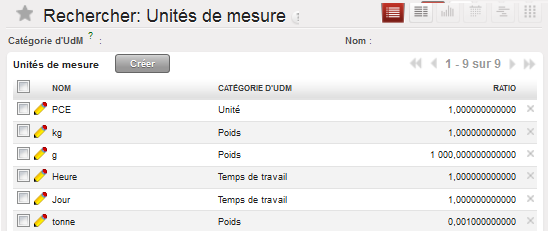 Rechercher: Unités de mesure
Catégorie d'UdM ? : Nom :
Unités de mesure Créer 1 - 9 sur 9
NOM CATÉGORIE D'UDM RATIO
PCE Unité 1,000000000000
kg Poids 1,000000000000
g Poids 1 000,000000000000
Heure Temps de travail 1,000000000000
Jour Temps de travail 1,000000000000
tonne Poids 0,001000000000